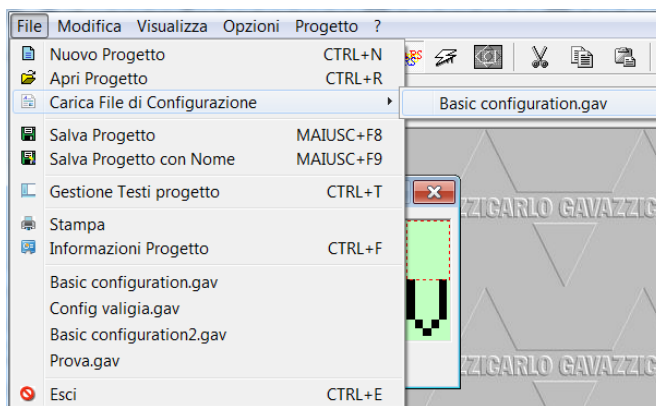 File Modifica Visualizza Opzioni Progetto ?
Nuovo Progetto CTRL+N
Apri Progetto CTRL+R
Carica File di Configurazione
Basic configuration.gav
Salva Progetto MAIUSC+F8
Salva Progetto con Nome MAIUSC+F9
Gestione Testi progetto CTRL+T
Stampa
Informazioni Progetto CTRL+F
Basic configuration.gav
Config valigia.gav
Basic configuration2.gav
Prova.gav
Esci CTRL+E
ZZICARLO GAVAZZIC
ZZICARLO GAVAZZIC